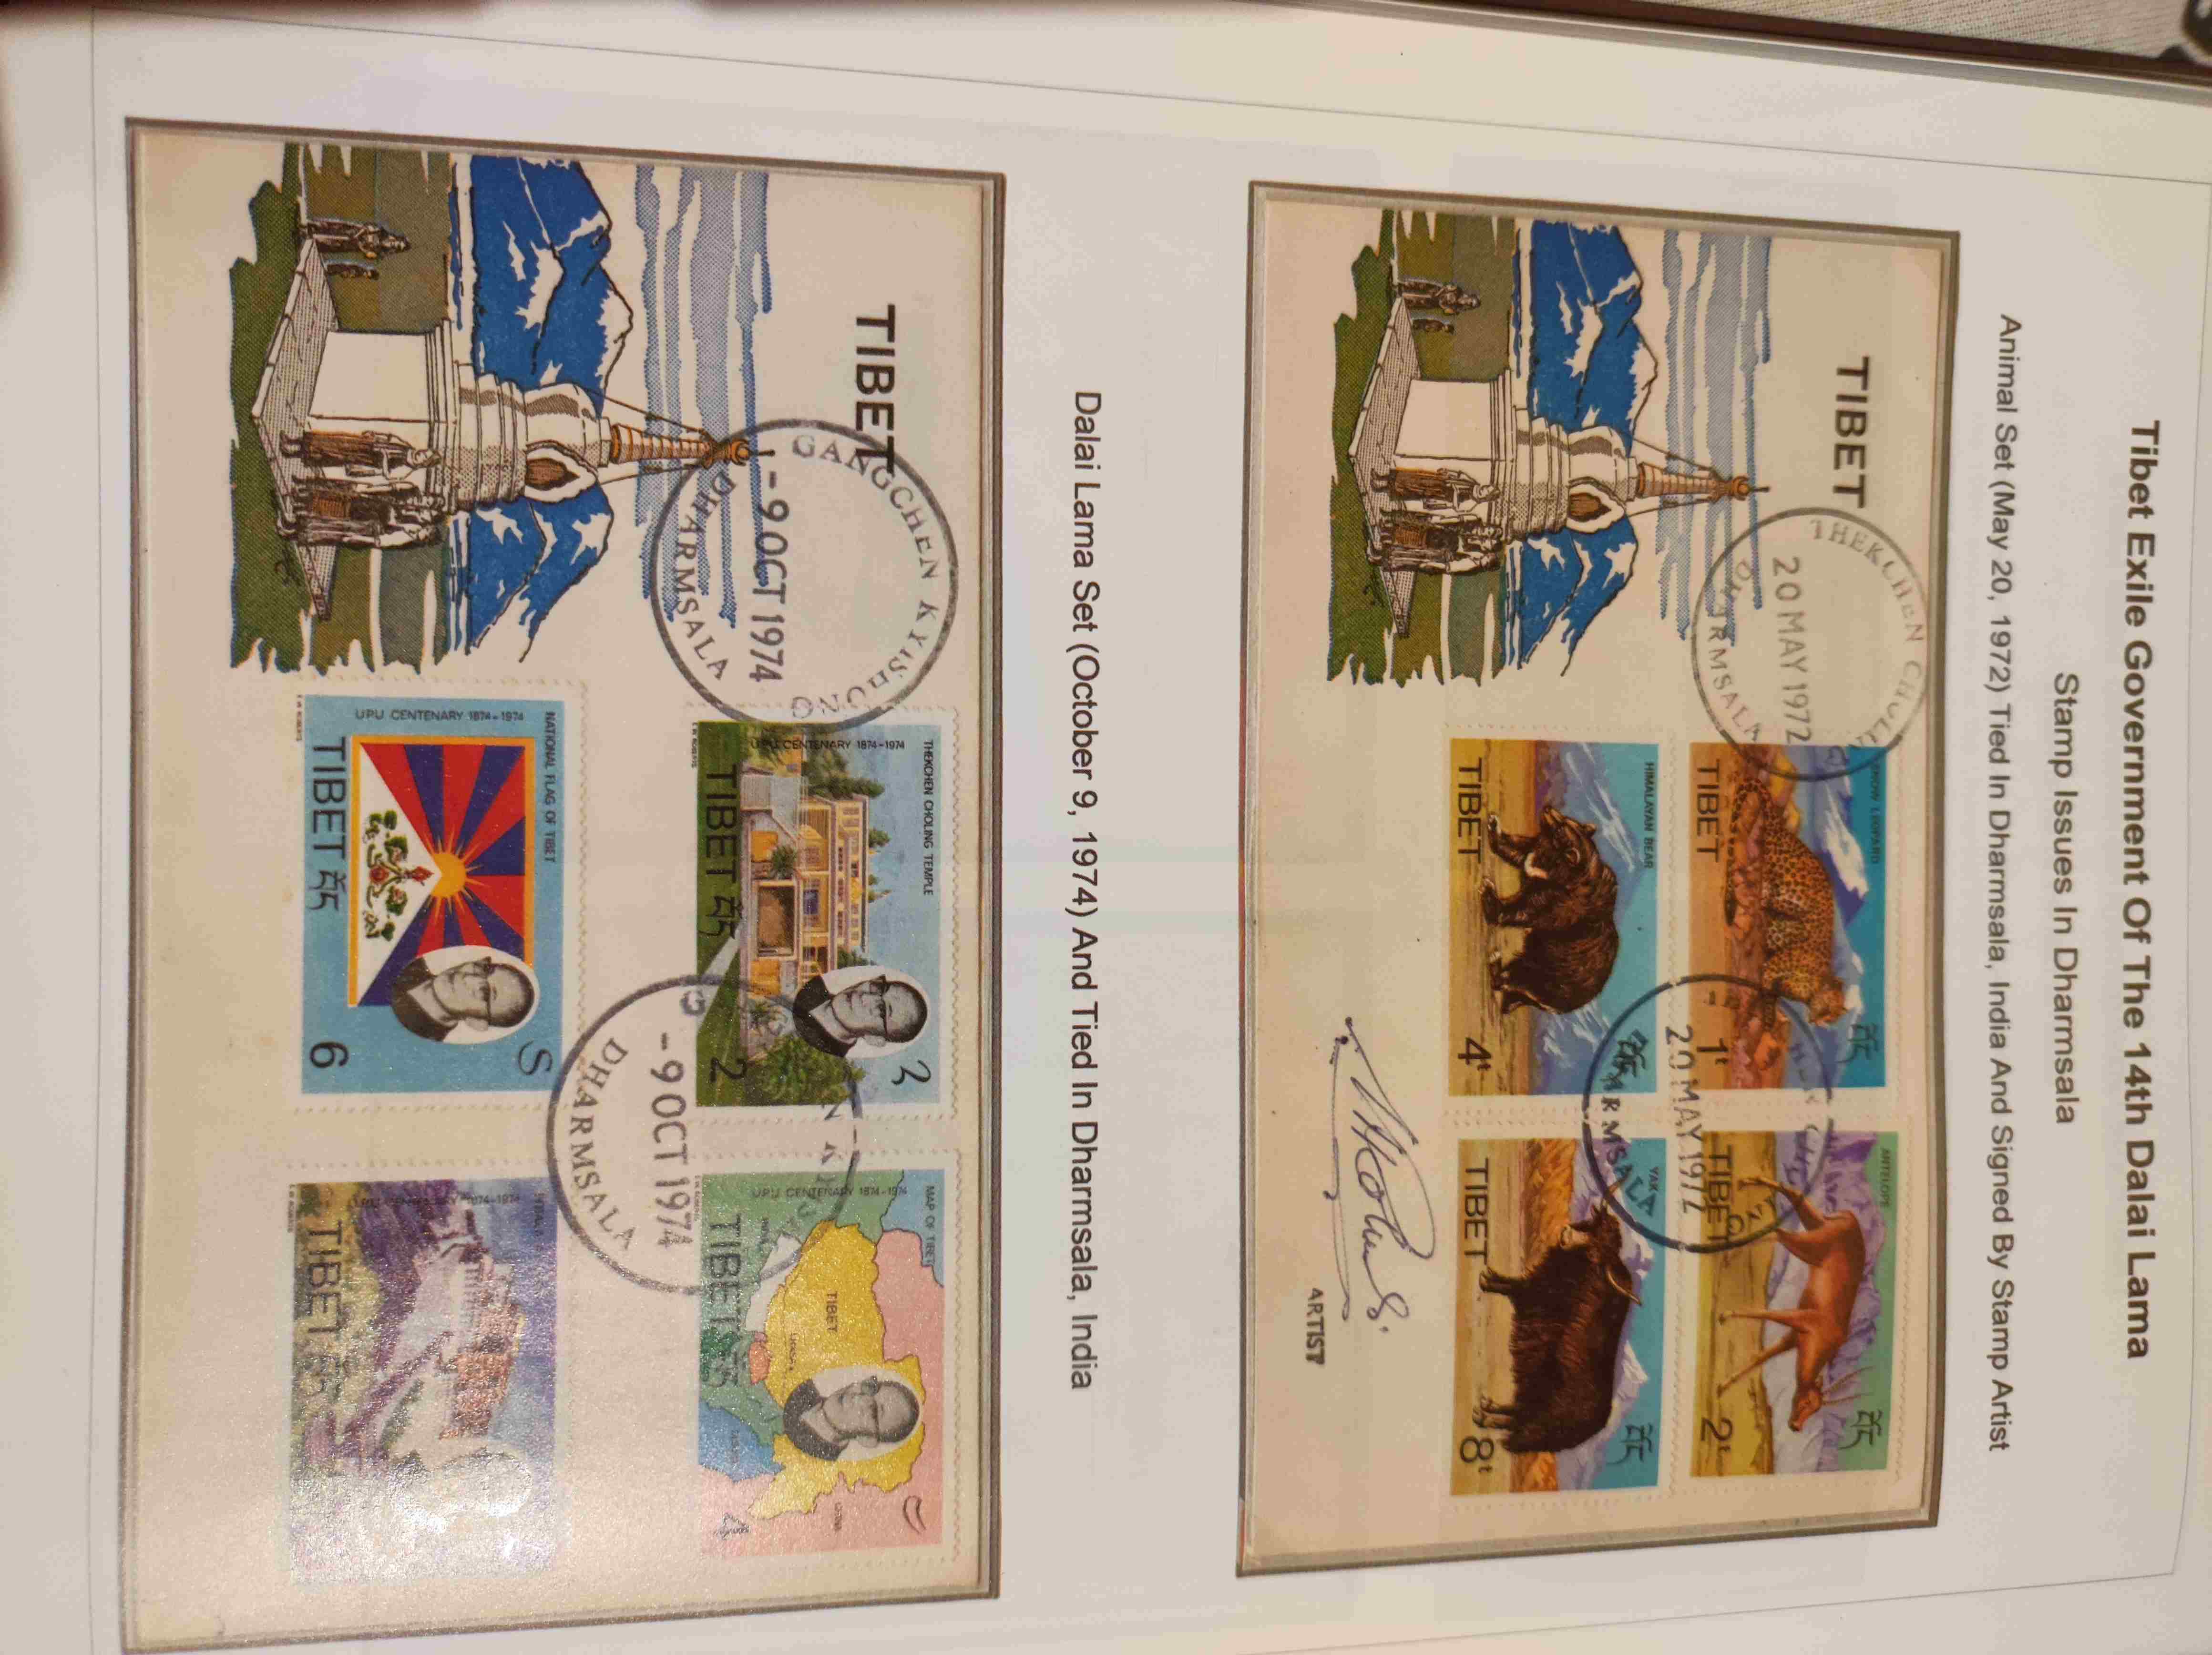 Tibet Exile Government Of The 14th Dalai Lama
Stamp Issues In Dharmsala
Animal Set (May 20, 1972) Tied In Dharmsala, India And Signed By Stamp Artist
TIBET
THEKCHEN
20 MAY 1972
DHARMSALA
SNOW LEOPARD
བོད
TIBET 1t
ANTELOPE
བོད
TIBET 2t
20 MAY 1972
HIMALAYAN BEAR
བོད
TIBET 4t
YAK
བོད
TIBET 8t
ARTIST
Dalai Lama Set (October 9, 1974) And Tied In Dharmsala, India
TIBET
GANGCHEN KYISHONG
-9 OCT 1974
DHARMSALA
THEKCHEN CHOLING TEMPLE
UPU CENTENARY 1874-1974
TIBET བོད 2
༢
MAP OF TIBET
UPU CENTENARY 1874-1974
TIBET
TIBET བོད 4
-9 OCT 1974
DHARMSALA
NATIONAL FLAG OF TIBET
UPU CENTENARY 1874-1974
TIBET བོད 6
༦
TIBET